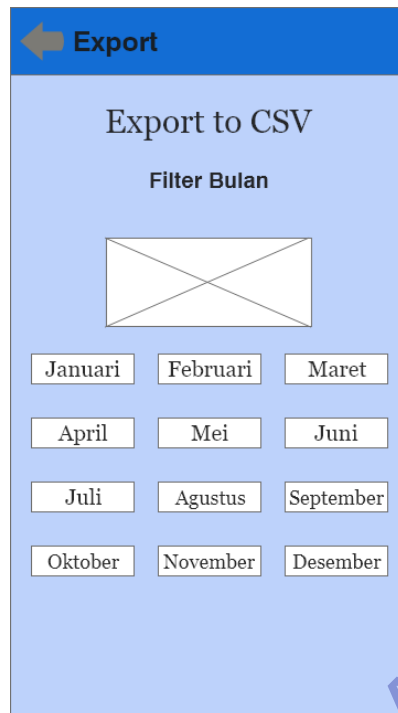 Export
Export to CSV
Filter Bulan
Januari Februari Maret
April Mei Juni
Juli Agustus September
Oktober November Desember